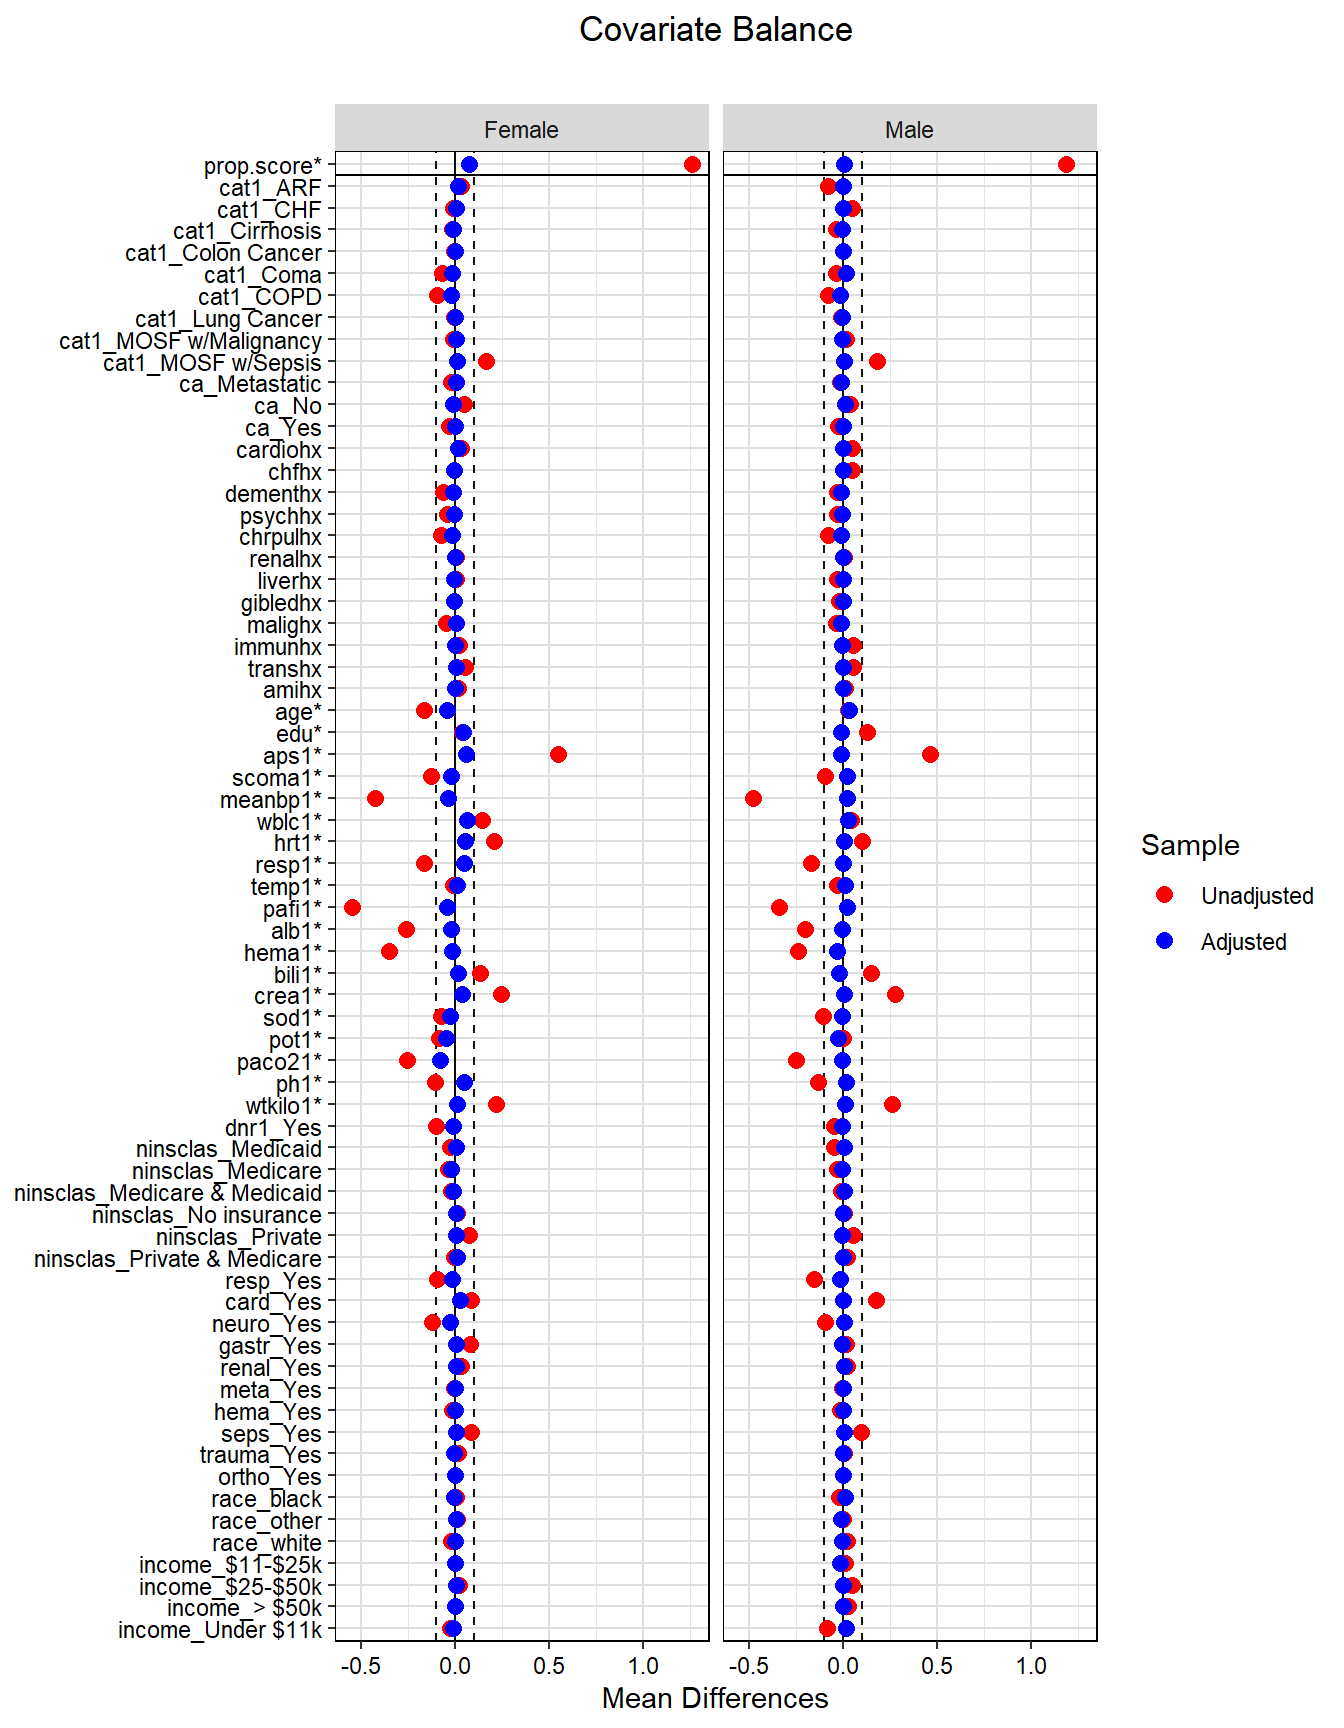 Covariate Balance
Female Male
prop.score*
cat1_ARF
cat1_CHF
cat1_Cirrhosis
cat1_Colon Cancer
cat1_Coma
cat1_COPD
cat1_Lung Cancer
cat1_MOSF w/Malignancy
cat1_MOSF w/Sepsis
ca_Metastatic
ca_No
ca_Yes
cardiohx
chfhx
dementhx
psychhx
chrpulhx
renalhx
liverhx
gibledhx
malighx
immunhx
transhx
amihx
age*
edu*
aps1*
scoma1*
meanbp1*
wblc1*
hrt1*
resp1*
temp1*
pafi1*
alb1*
hema1*
bili1*
crea1*
sod1*
pot1*
paco21*
ph1*
wtkilo1*
dnr1_Yes
ninsclas_Medicaid
ninsclas_Medicare
ninsclas_Medicare & Medicaid
ninsclas_No insurance
ninsclas_Private
ninsclas_Private & Medicare
resp_Yes
card_Yes
neuro_Yes
gastr_Yes
renal_Yes
meta_Yes
hema_Yes
seps_Yes
trauma_Yes
ortho_Yes
race_black
race_other
race_white
income_$11-$25k
income_$25-$50k
income_> $50k
income_Under $11k
-0.5 0.0 0.5 1.0 -0.5 0.0 0.5 1.0
Mean Differences
Sample
Unadjusted
Adjusted